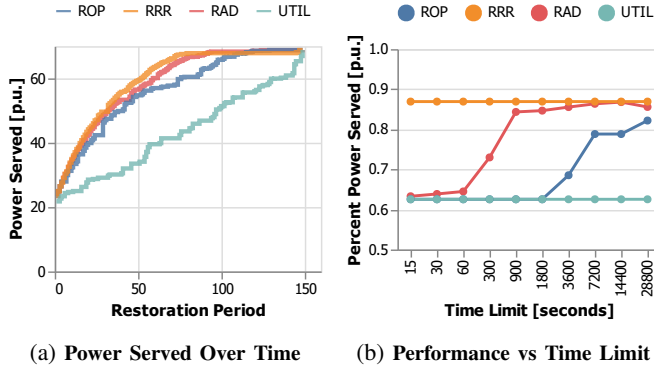 ROP RRR RAD UTIL
Power Served [p.u.]
60
40
20
0
0 50 100 150
Restoration Period
(a) Power Served Over Time
ROP RRR RAD UTIL
Percent Power Served [p.u.]
1.0
0.9
0.8
0.7
0.6
0.5
15 30 60 300 900 1800 3600 7200 14400 28800
Time Limit [seconds]
(b) Performance vs Time Limit